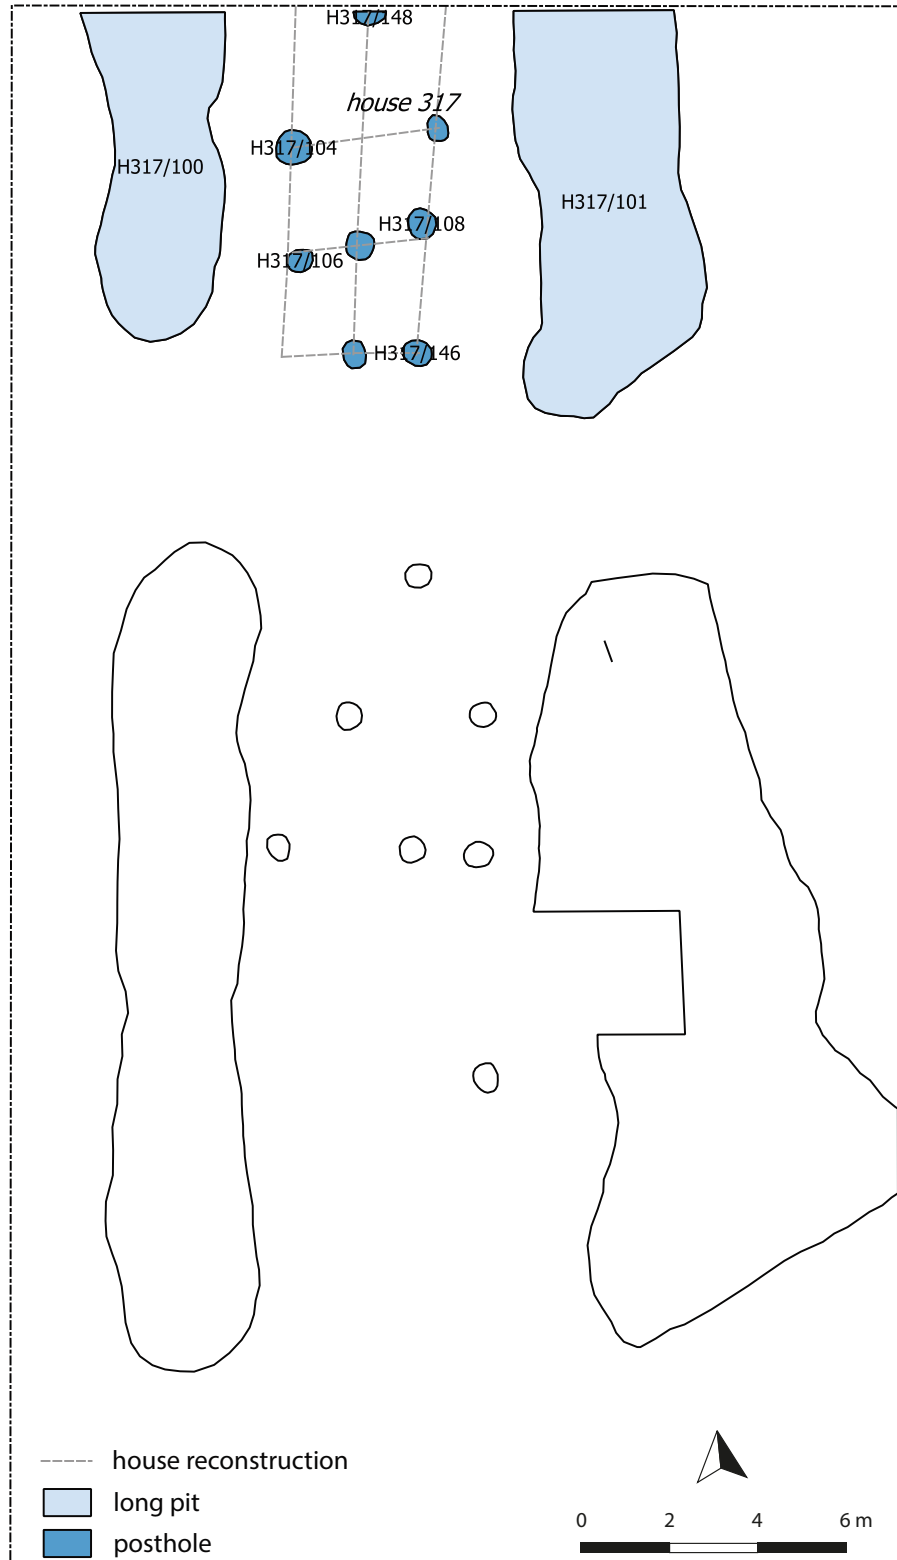 H317/148
house 317
H317/104
H317/100
H317/101
H317/108
H317/106
H317/146
house reconstruction
long pit
posthole
0 2 4 6 m